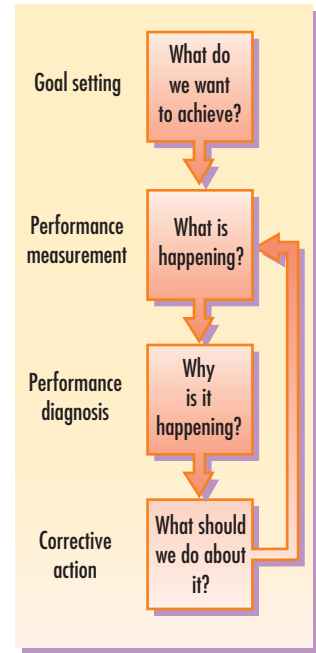 Goal setting
What do
we want
to achieve?
Performance
measurement
What is
happening?
Performance
diagnosis
Why
is it
happening?
Corrective
action
What should
we do about
it?